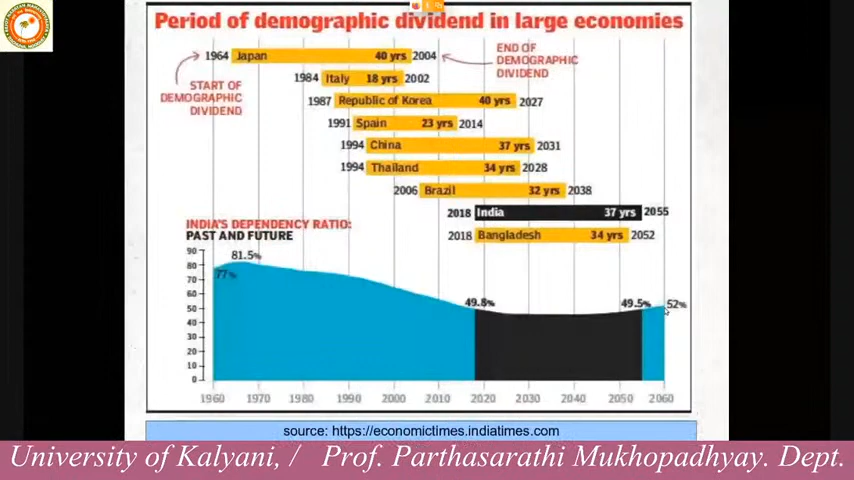 Period of demographic dividend in large economies
1964 Japan 40 yrs 2004
END OF
DEMOGRAPHIC
DIVIDEND
START OF
DEMOGRAPHIC
DIVIDEND
1984 Italy 18 yrs 2002
1987 Republic of Korea 40 yrs 2027
1991 Spain 23 yrs 2014
1994 China 37 yrs 2031
1994 Thailand 34 yrs 2028
2006 Brazil 32 yrs 2038
2018 India 37 yrs 2055
2018 Bangladesh 34 yrs 2052
INDIA'S DEPENDENCY RATIO:
PAST AND FUTURE
90
80
70
60
50
40
30
20
10
0
77%
81.5%
49.8%
49.5%
52%
1960 1970 1980 1990 2000 2010 2020 2030 2040 2050 2060
source: https://economictimes.indiatimes.com
University of Kalyani, / Prof. Parthasarathi Mukhopadhyay. Dept.